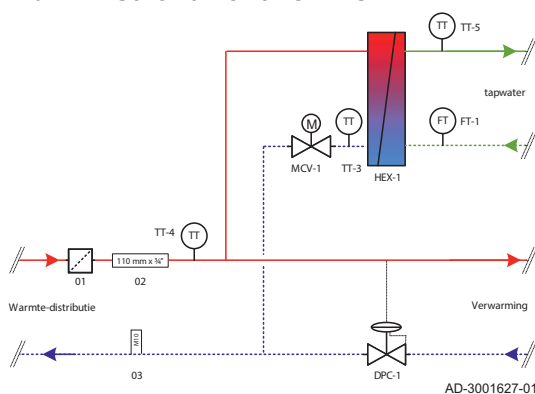 TT
TT-5
tapwater
M
TT
FT
FT-1
MCV-1
TT-3
HEX-1
TT-4
TT
110 mm x ¾"
01
02
Warmte-distributie
Verwarming
M10
03
DPC-1
AD-3001627-01